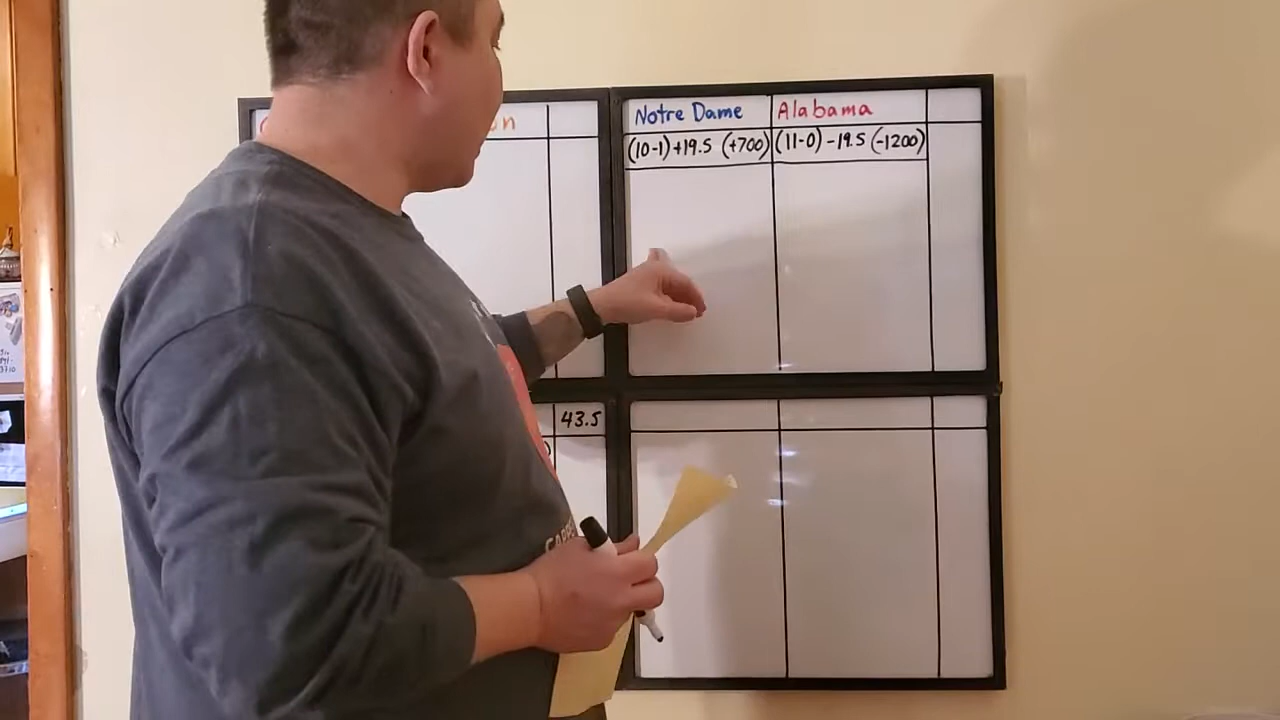 Notre Dame
Alabama
(10-1) +19.5 (+700)
(11-0) -19.5 (-1200)
43.5